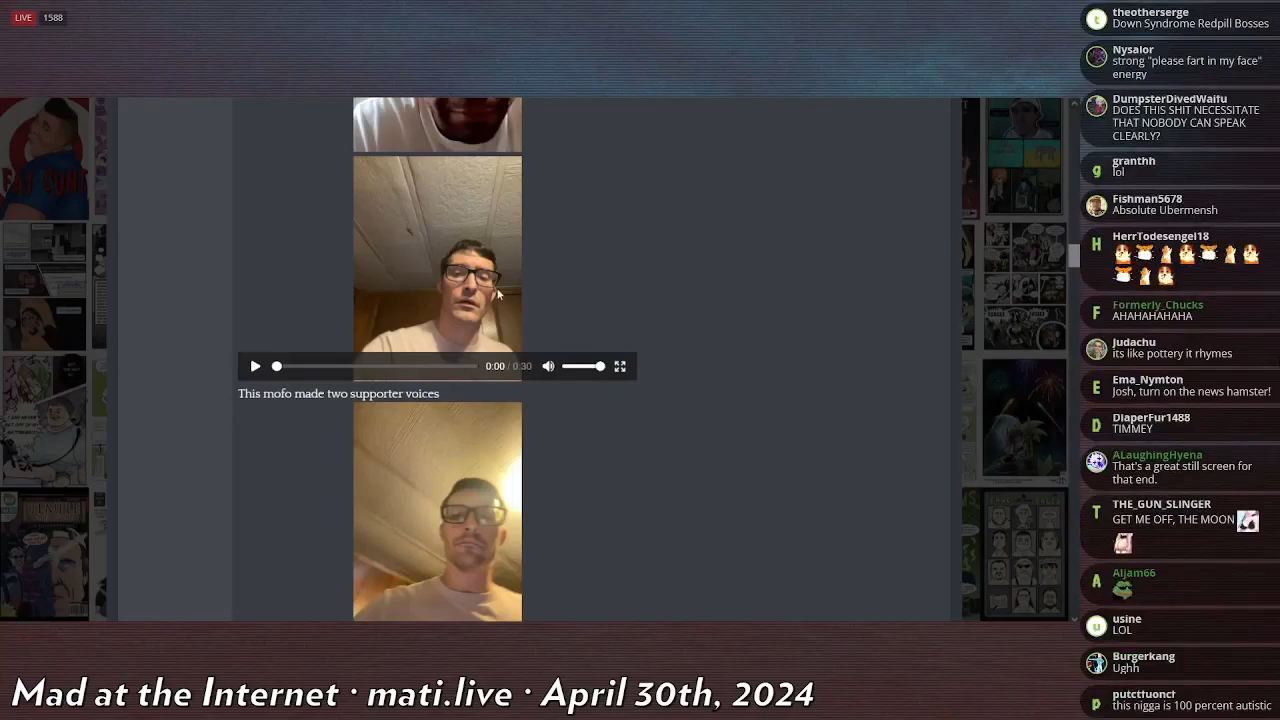 LIVE 1588
FAT CUNT
0:00 / 0:30
This mofo made two supporter voices
Mad at the Internet · mati.live · April 30th, 2024
theotherserge
Down Syndrome Redpill Bosses
Nysalor
strong "please fart in my face"
energy
DumpsterDivedWaifu
DOES THIS SHIT NECESSITATE
THAT NOBODY CAN SPEAK
CLEARLY?
granthh
lol
Fishman5678
Absolute Ubermensh
HerrTodesengel18
Formerly_Chucks
AHAHAHAHAHA
Judachu
its like pottery it rhymes
Ema_Nymton
Josh, turn on the news hamster!
DiaperFur1488
TIMMEY
ALaughingHyena
That's a great still screen for
that end.
THE_GUN_SLINGER
GET ME OFF, THE MOON
Aljam66
usine
LOL
Burgerkang
Ughh
putcttuoncf
this nigga is 100 percent autistic